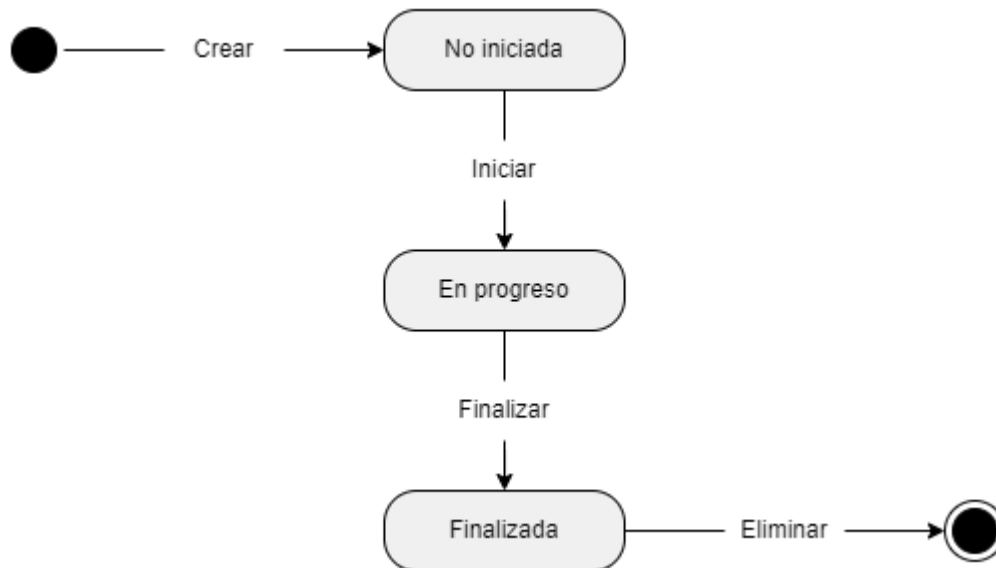 Crear
No iniciada
Iniciar
En progreso
Finalizar
Finalizada
Eliminar